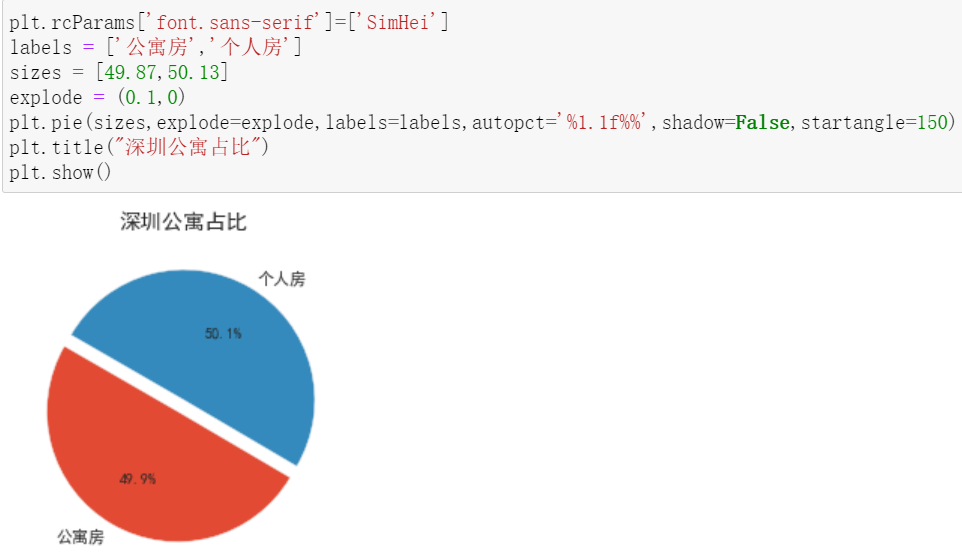 plt.rcParams['font.sans-serif']=['SimHei']
labels = ['公寓房','个人房']
sizes = [49.87,50.13]
explode = (0.1,0)
plt.pie(sizes,explode=explode,labels=labels,autopct='%1.1f%%',shadow=False,startangle=150)
plt.title("深圳公寓占比")
plt.show()
深圳公寓占比
个人房
50.1%
49.9%
公寓房